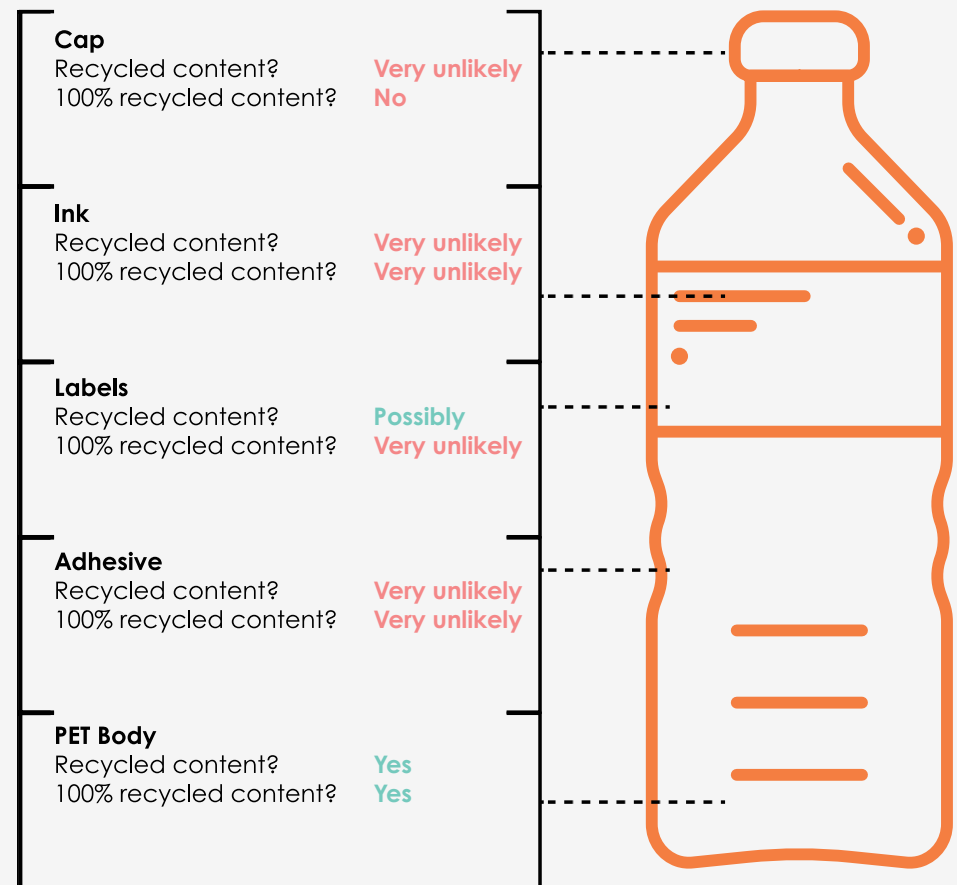 Cap
Recycled content? Very unlikely
100% recycled content? No
Ink
Recycled content? Very unlikely
100% recycled content? Very unlikely
Labels
Recycled content? Possibly
100% recycled content? Very unlikely
Adhesive
Recycled content? Very unlikely
100% recycled content? Very unlikely
PET Body
Recycled content? Yes
100% recycled content? Yes